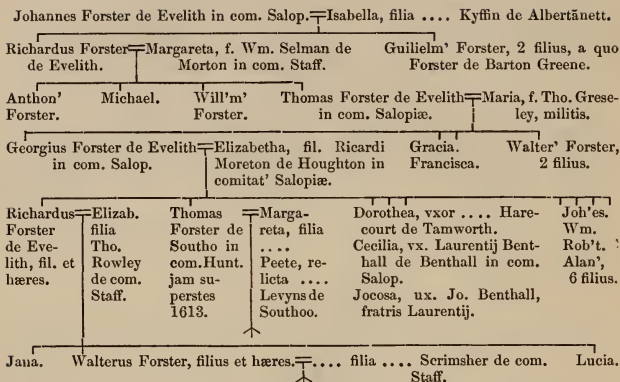 Johannes Forster de Evelith in com. Salop.╤Isabella, filia .... Kyffin de Albertānett.
Richardus Forster╤Margareta, f. Wm. Selman de
de Evelith. Morton in com. Staff.
Guilielm' Forster, 2 filius, a quo
Forster de Barton Greene.
Anthon'
Forster.
Michael.
Will'm'
Forster.
Thomas Forster de Evelith╤Maria, f. Tho. Grese-
in com. Salopiæ. ley, militis.
Georgius Forster de Evelith╤Elizabetha, fil. Ricardi
in com. Salop. Moreton de Houghton in
comitat' Salopiæ.
Gracia.
Francisca.
Walter' Forster,
2 filius.
Richardus╤Elizab.
Forster filia
de Eve- Tho.
lith, fil. et Rowley
hæres. de com.
Staff.
Thomas ╤Marga-
Forster de reta, filia
Southo in ....
com. Hunt. Peete, re-
jam su- licta ....
perstes Levyns de
1613. Southoo.
Dorothea, vxor .... Hare-
court de Tamworth.
Cecilia, vx. Laurentij Bent-
hall de Benthall in com.
Salop.
Jocosa, ux. Jo. Benthall,
fratris Laurentij.
Joh'es.
Wm.
Rob't.
Alan',
6 filius.
Jana. Walterus Forster, filius et hæres.╤.... filia .... Scrimsher de com. Lucia.
Staff.